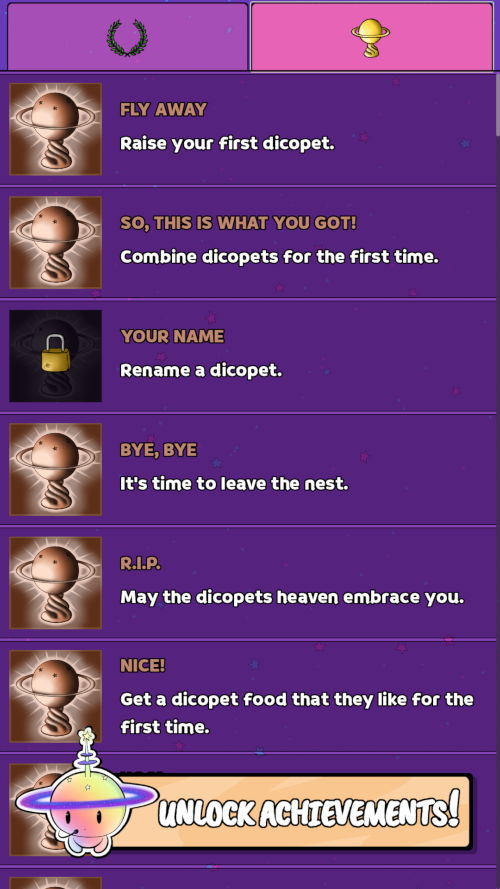 FLY AWAY
Raise your first dicopet.
SO, THIS IS WHAT YOU GOT!
Combine dicopets for the first time.
YOUR NAME
Rename a dicopet.
BYE, BYE
It's time to leave the nest.
R.I.P.
May the dicopets heaven embrace you.
NICE!
Get a dicopet food that they like for the
first time.
UNLOCK ACHIEVEMENTS!